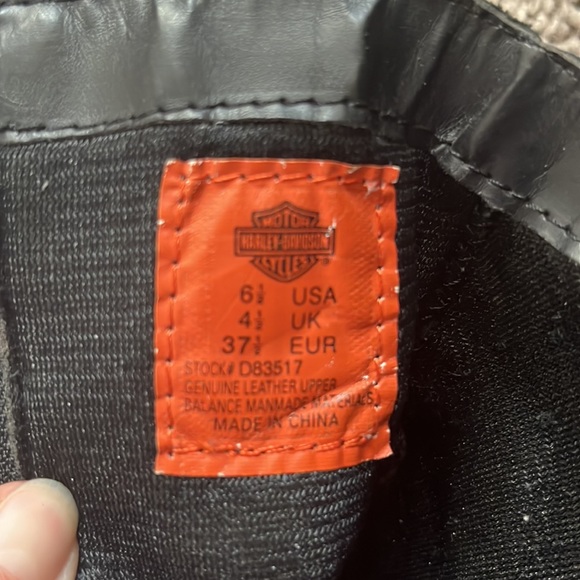 MOTOR
HARLEY-DAVIDSON
CYCLES
6½ USA
4½ UK
37½ EUR
STOCK# D83517
GENUINE LEATHER UPPER
BALANCE MANMADE MATERIALS
MADE IN CHINA